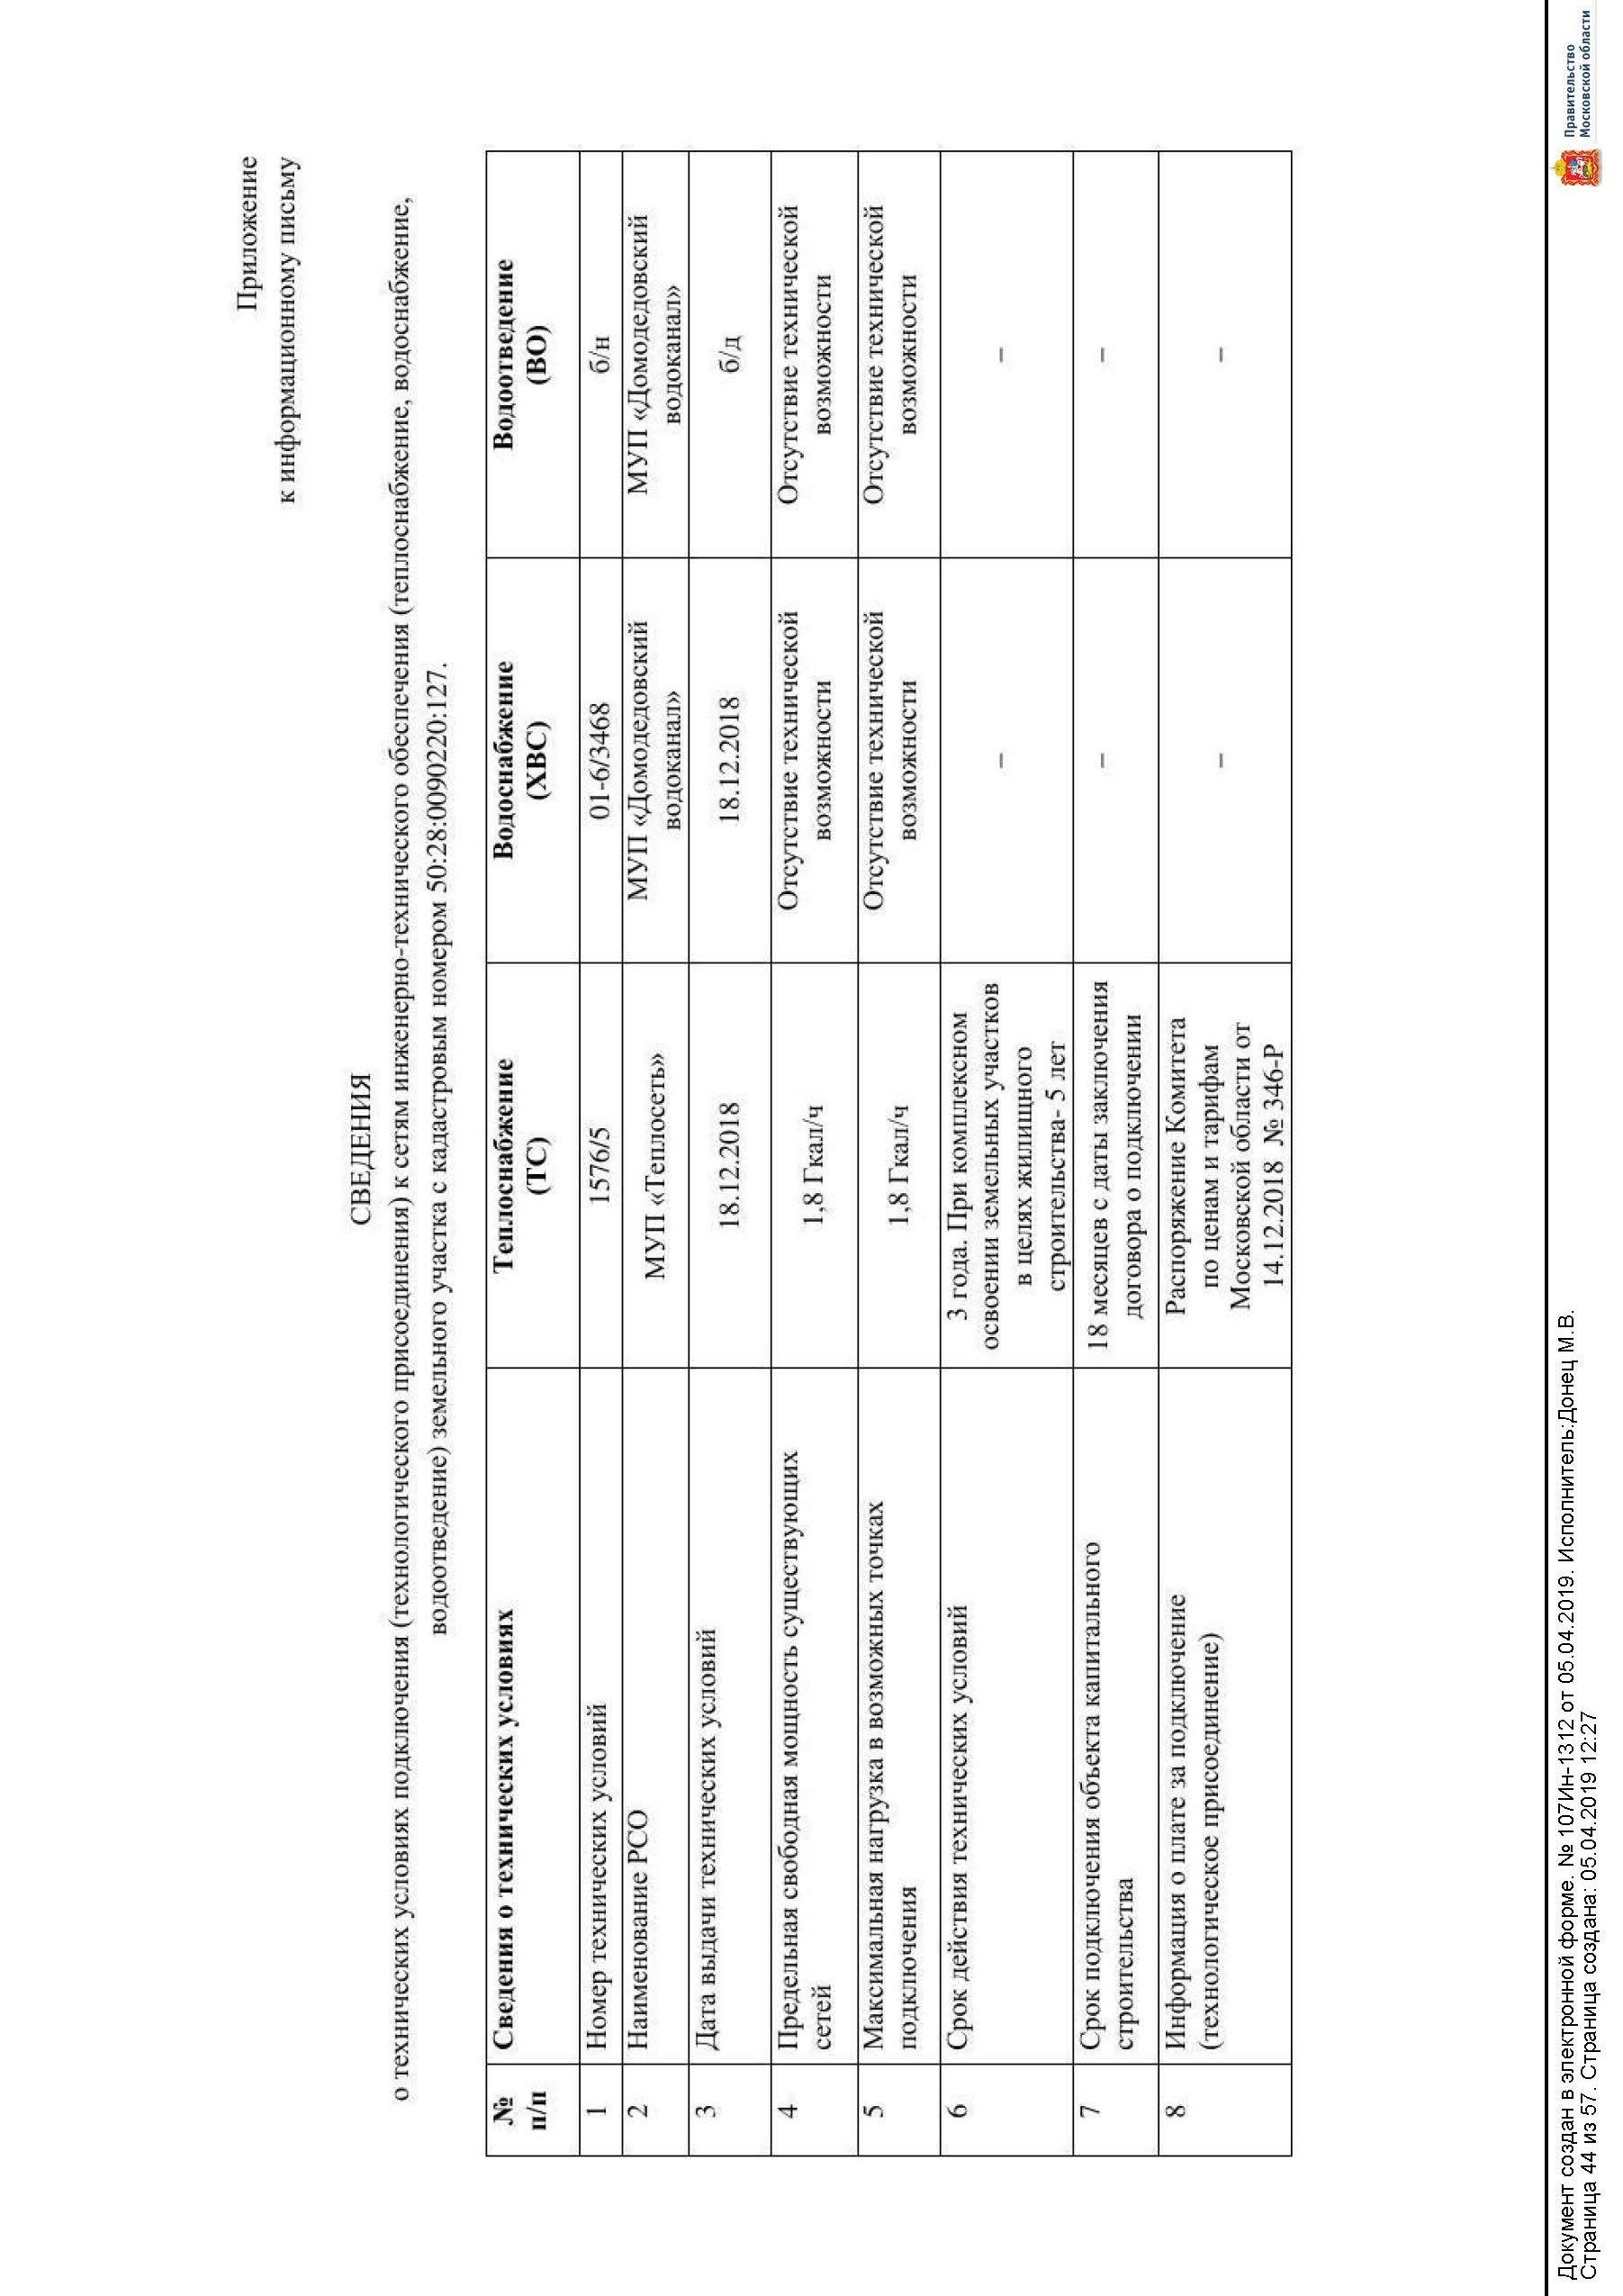 Приложение
к информационному письму
СВЕДЕНИЯ
о технических условиях подключения (технологического присоединения) к сетям инженерно-технического обеспечения (теплоснабжение, водоснабжение,
водоотведение) земельного участка с кадастровым номером 50:28:0090220:127.
№ Сведения о технических условиях Теплоснабжение Водоснабжение Водоотведение
п/п (ТС) (ХВС) (ВО)
1 Номер технических условий 1576/5 01-6/3468 б/н
2 Наименование РСО МУП «Теплосеть» МУП «Домодедовский МУП «Домодедовский
водоканал» водоканал»
3 Дата выдачи технических условий 18.12.2018 18.12.2018 б/д
4 Предельная свободная мощность существующих 1,8 Гкал/ч Отсутствие технической Отсутствие технической
сетей возможности возможности
5 Максимальная нагрузка в возможных точках 1,8 Гкал/ч Отсутствие технической Отсутствие технической
подключения возможности возможности
6 Срок действия технических условий 3 года. При комплексном – –
освоении земельных участков
в целях жилищного
строительства- 5 лет
7 Срок подключения объекта капитального 18 месяцев с даты заключения – –
строительства договора о подключении
8 Информация о плате за подключение Распоряжение Комитета – –
(технологическое присоединение) по ценам и тарифам
Московской области от
14.12.2018 № 346-Р
Документ создан в электронной форме. № 107Ин-1312 от 05.04.2019. Исполнитель:Донец М.В.
Страница 44 из 57. Страница создана: 05.04.2019 12:27
Правительство
Московской области